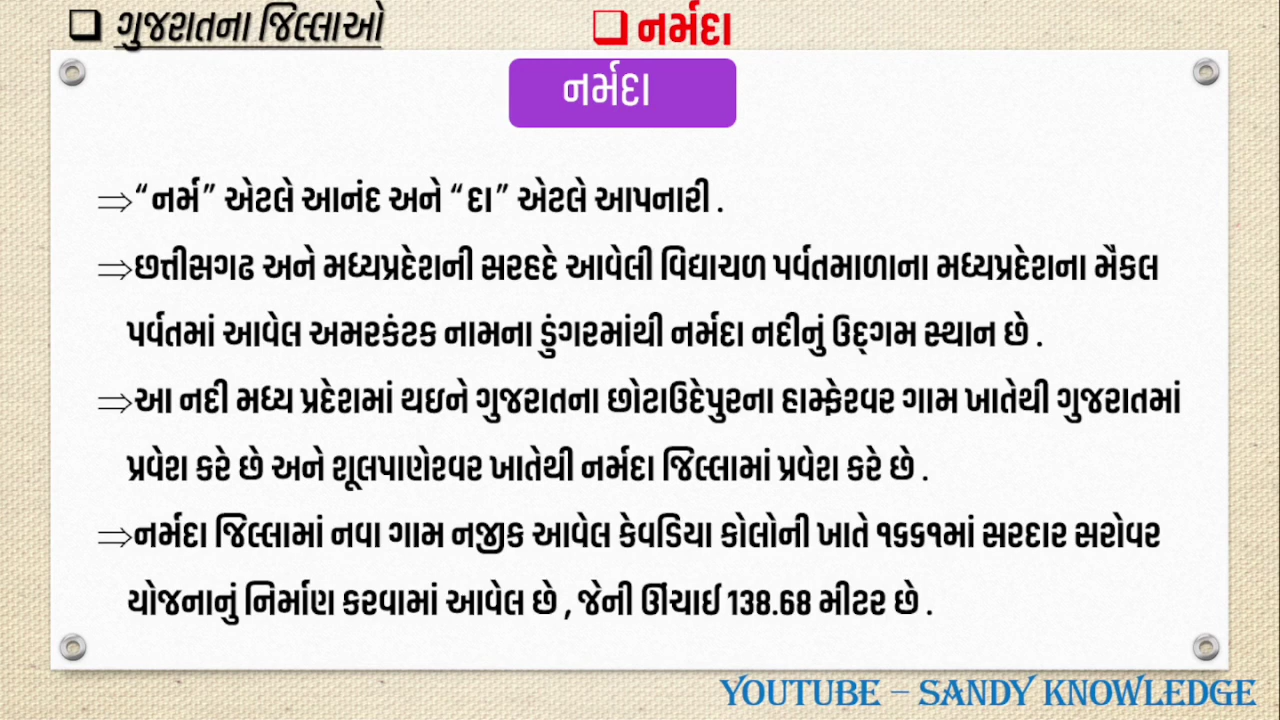 ❑ ગુજરાતના જિલ્લાઓ
❑ નર્મદા
નર્મદા
⇒“નર્મ” એટલે આનંદ અને “દા” એટલે આપનારી .
⇒છત્તીસગઢ અને મધ્યપ્રદેશની સરહદે આવેલી વિદ્યાચળ પર્વતમાળાના મધ્યપ્રદેશના મૈકલ
પર્વતમાં આવેલ અમરકંટક નામના ડુંગરમાંથી નર્મદા નદીનું ઉદ્ગમ સ્થાન છે .
⇒આ નદી મધ્ય પ્રદેશમાં થઇને ગુજરાતના છોટાઉદેપુરના હામ્ફેશ્વર ગામ ખાતેથી ગુજરાતમાં
પ્રવેશ કરે છે અને શૂલપાણેશ્વર ખાતેથી નર્મદા જિલ્લામાં પ્રવેશ કરે છે .
⇒નર્મદા જિલ્લામાં નવા ગામ નજીક આવેલ કેવડિયા કોલોની ખાતે ૧૬૬૧માં સરદાર સરોવર
યોજનાનું નિર્માણ કરવામાં આવેલ છે , જેની ઊંચાઈ 138.68 મીટર છે .
YOUTUBE – SANDY KNOWLEDGE